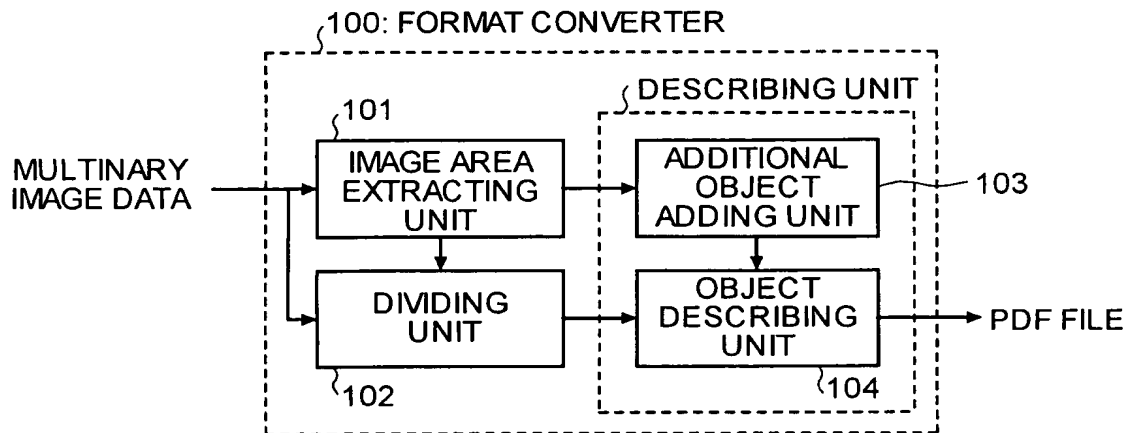 100: FORMAT CONVERTER
DESCRIBING UNIT
101
MULTINARY
IMAGE DATA
IMAGE AREA
EXTRACTING
UNIT
ADDITIONAL
OBJECT
ADDING UNIT
103
DIVIDING
UNIT
102
OBJECT
DESCRIBING
UNIT
104
PDF FILE